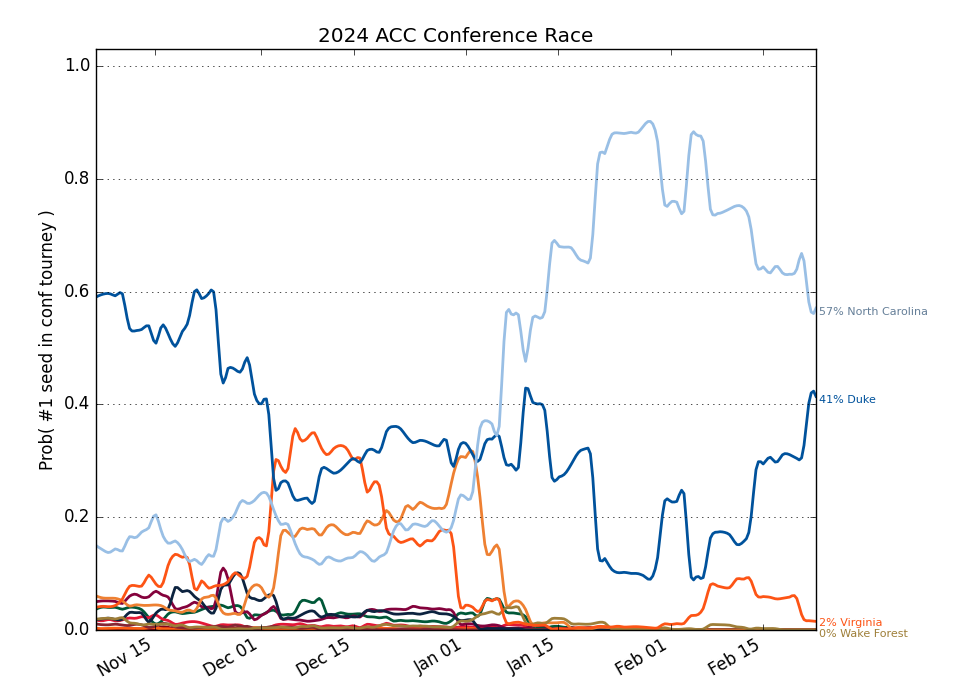 2024 ACC Conference Race
Prob( #1 seed in conf tourney )
1.0
0.8
0.6
0.4
0.2
0.0
57% North Carolina
41% Duke
2% Virginia
0% Wake Forest
Nov 15
Dec 01
Dec 15
Jan 01
Jan 15
Feb 01
Feb 15